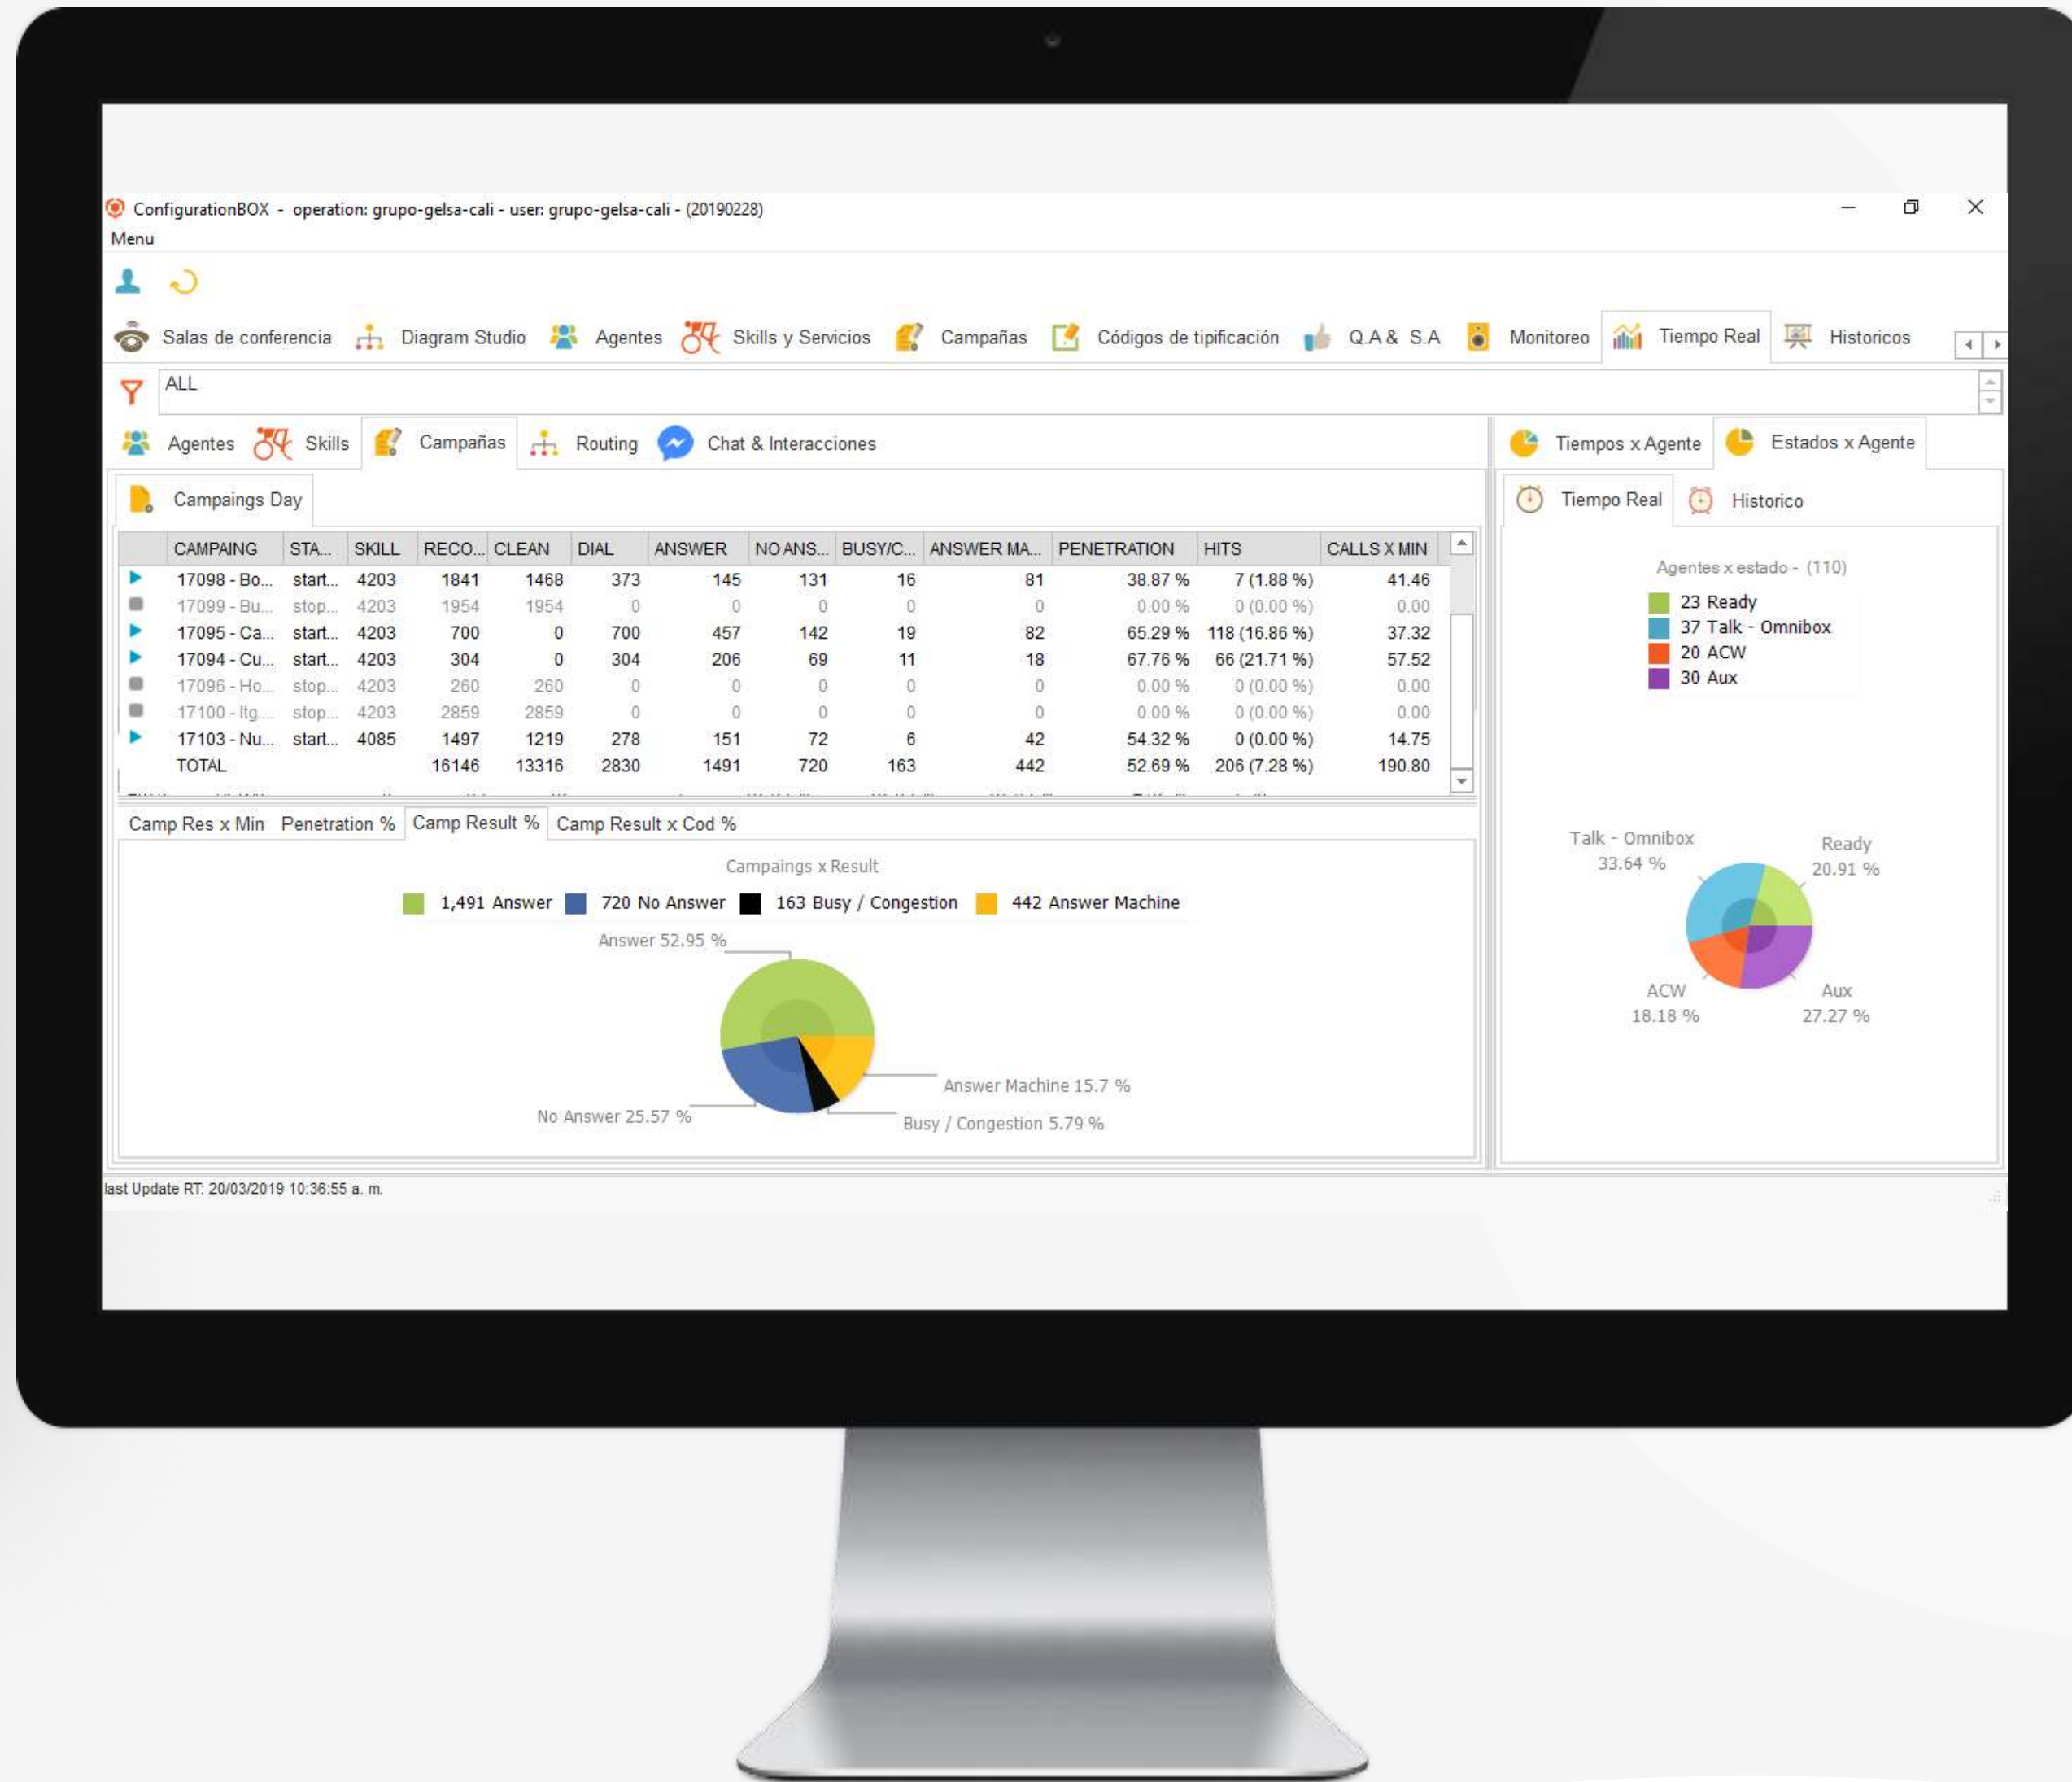 ConfigurationBOX - operation: grupo-gelsa-cali - user: grupo-gelsa-cali - (20190228)
Menu
Salas de conferencia Diagram Studio Agentes Skills y Servicios Campañas Códigos de tipificación Q.A & S.A Monitoreo Tiempo Real Historicos
ALL
Agentes Skills Campañas Routing Chat & Interacciones
Tiempos x Agente Estados x Agente
Campaings Day
Tiempo Real Historico
CAMPAING STA... SKILL RECO... CLEAN DIAL ANSWER NO ANS... BUSY/C... ANSWER MA... PENETRATION HITS CALLS X MIN
17098 - Bo... start... 4203 1841 1468 373 145 131 16 81 38.87 % 7 (1.88 %) 41.46
17099 - Bu... stop... 4203 1954 1954 0 0 0 0 0 0.00 % 0 (0.00 %) 0.00
17095 - Ca... start... 4203 700 0 700 457 142 19 82 65.29 % 118 (16.86 %) 37.32
17094 - Cu... start... 4203 304 0 304 206 69 11 18 67.76 % 66 (21.71 %) 57.52
17096 - Ho... stop... 4203 260 260 0 0 0 0 0 0.00 % 0 (0.00 %) 0.00
17100 - Itg.... stop... 4203 2859 2859 0 0 0 0 0 0.00 % 0 (0.00 %) 0.00
17103 - Nu... start... 4085 1497 1219 278 151 72 6 42 54.32 % 0 (0.00 %) 14.75
TOTAL 16146 13316 2830 1491 720 163 442 52.69 % 206 (7.28 %) 190.80
Agentes x estado - (110)
23 Ready
37 Talk - Omnibox
20 ACW
30 Aux
Talk - Omnibox
33.64 %
Ready
20.91 %
ACW
18.18 %
Aux
27.27 %
Camp Res x Min Penetration % Camp Result % Camp Result x Cod %
Campaings x Result
1,491 Answer 720 No Answer 163 Busy / Congestion 442 Answer Machine
Answer 52.95 %
Answer Machine 15.7 %
No Answer 25.57 %
Busy / Congestion 5.79 %
last Update RT: 20/03/2019 10:36:55 a. m.